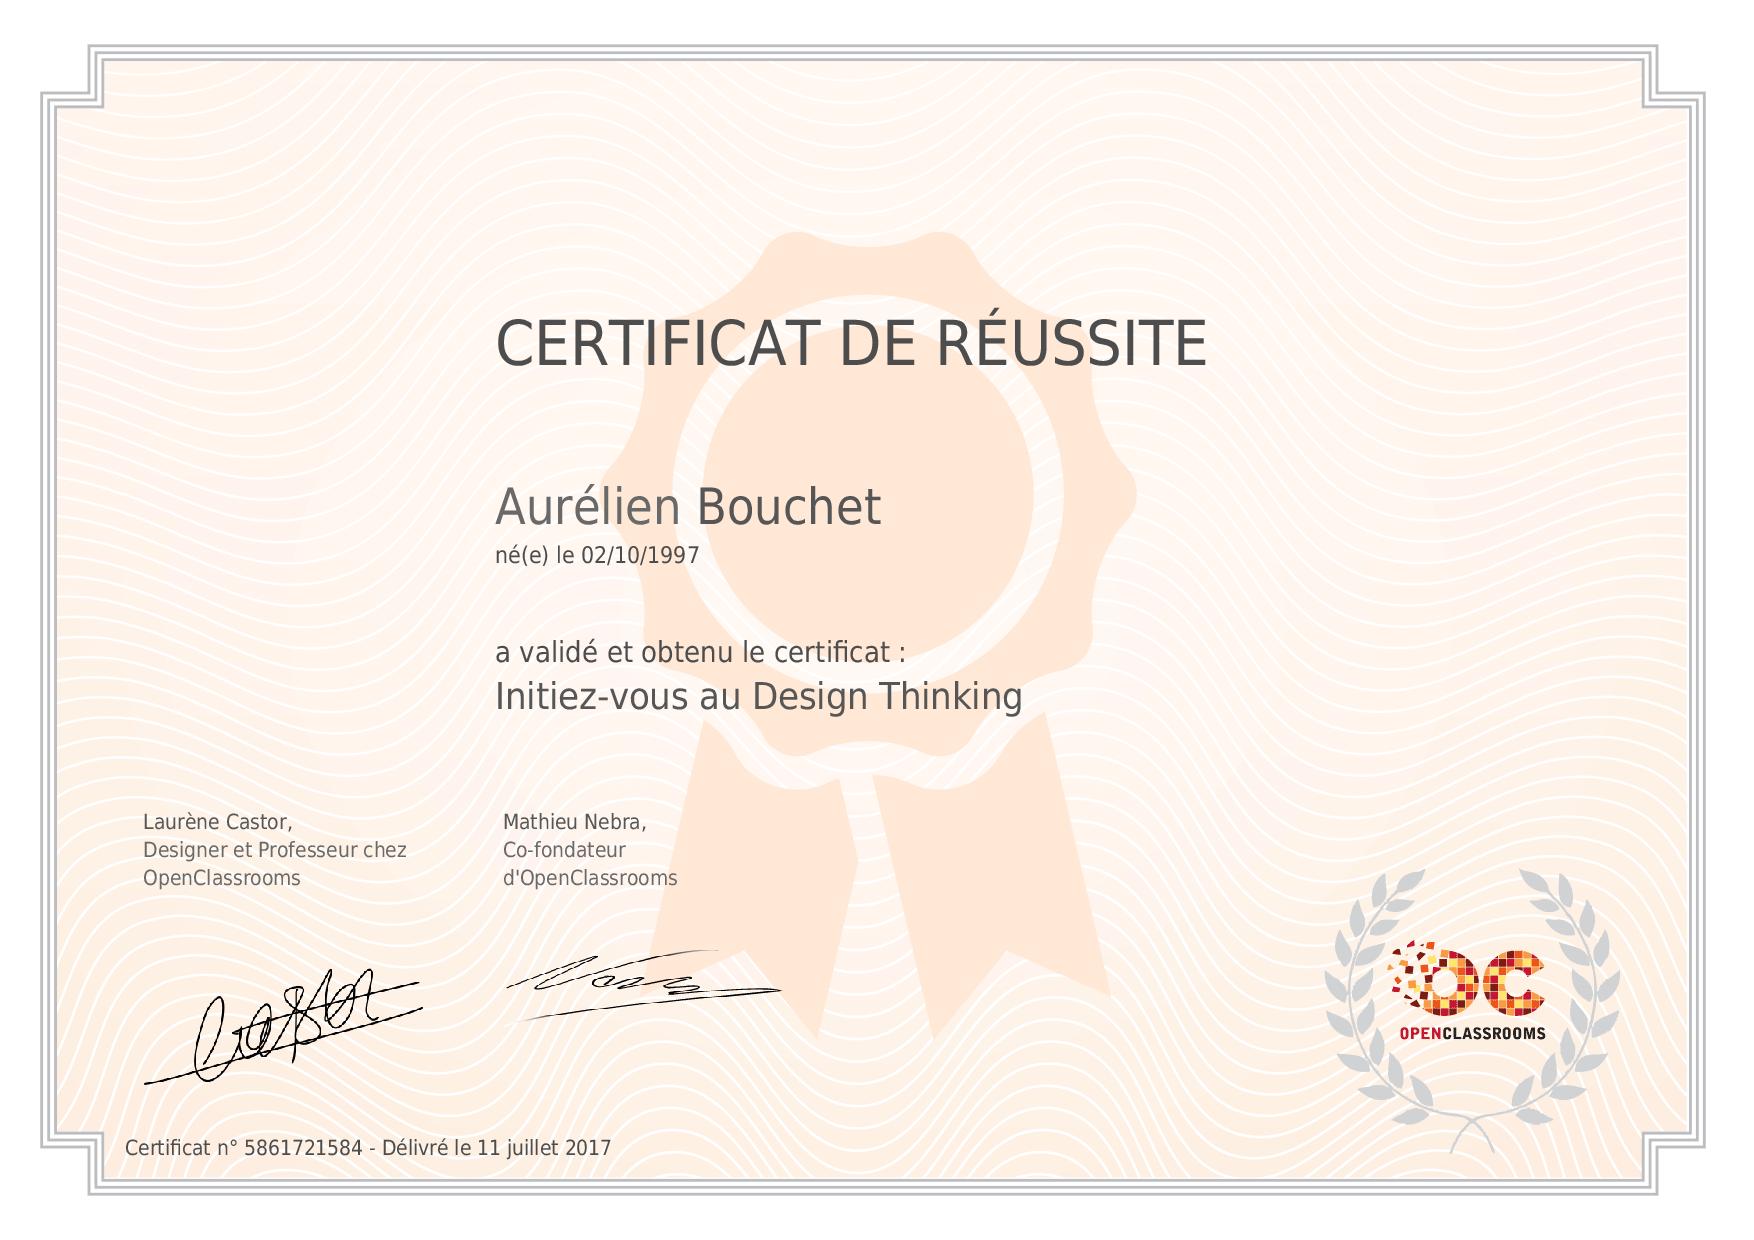 CERTIFICAT DE RÉUSSITE
Aurélien Bouchet
né(e) le 02/10/1997
a validé et obtenu le certificat :
Initiez-vous au Design Thinking
Laurène Castor,
Designer et Professeur chez
OpenClassrooms
Mathieu Nebra,
Co-fondateur
d'OpenClassrooms
OC
OPENCLASSROOMS
Certificat n° 5861721584 - Délivré le 11 juillet 2017